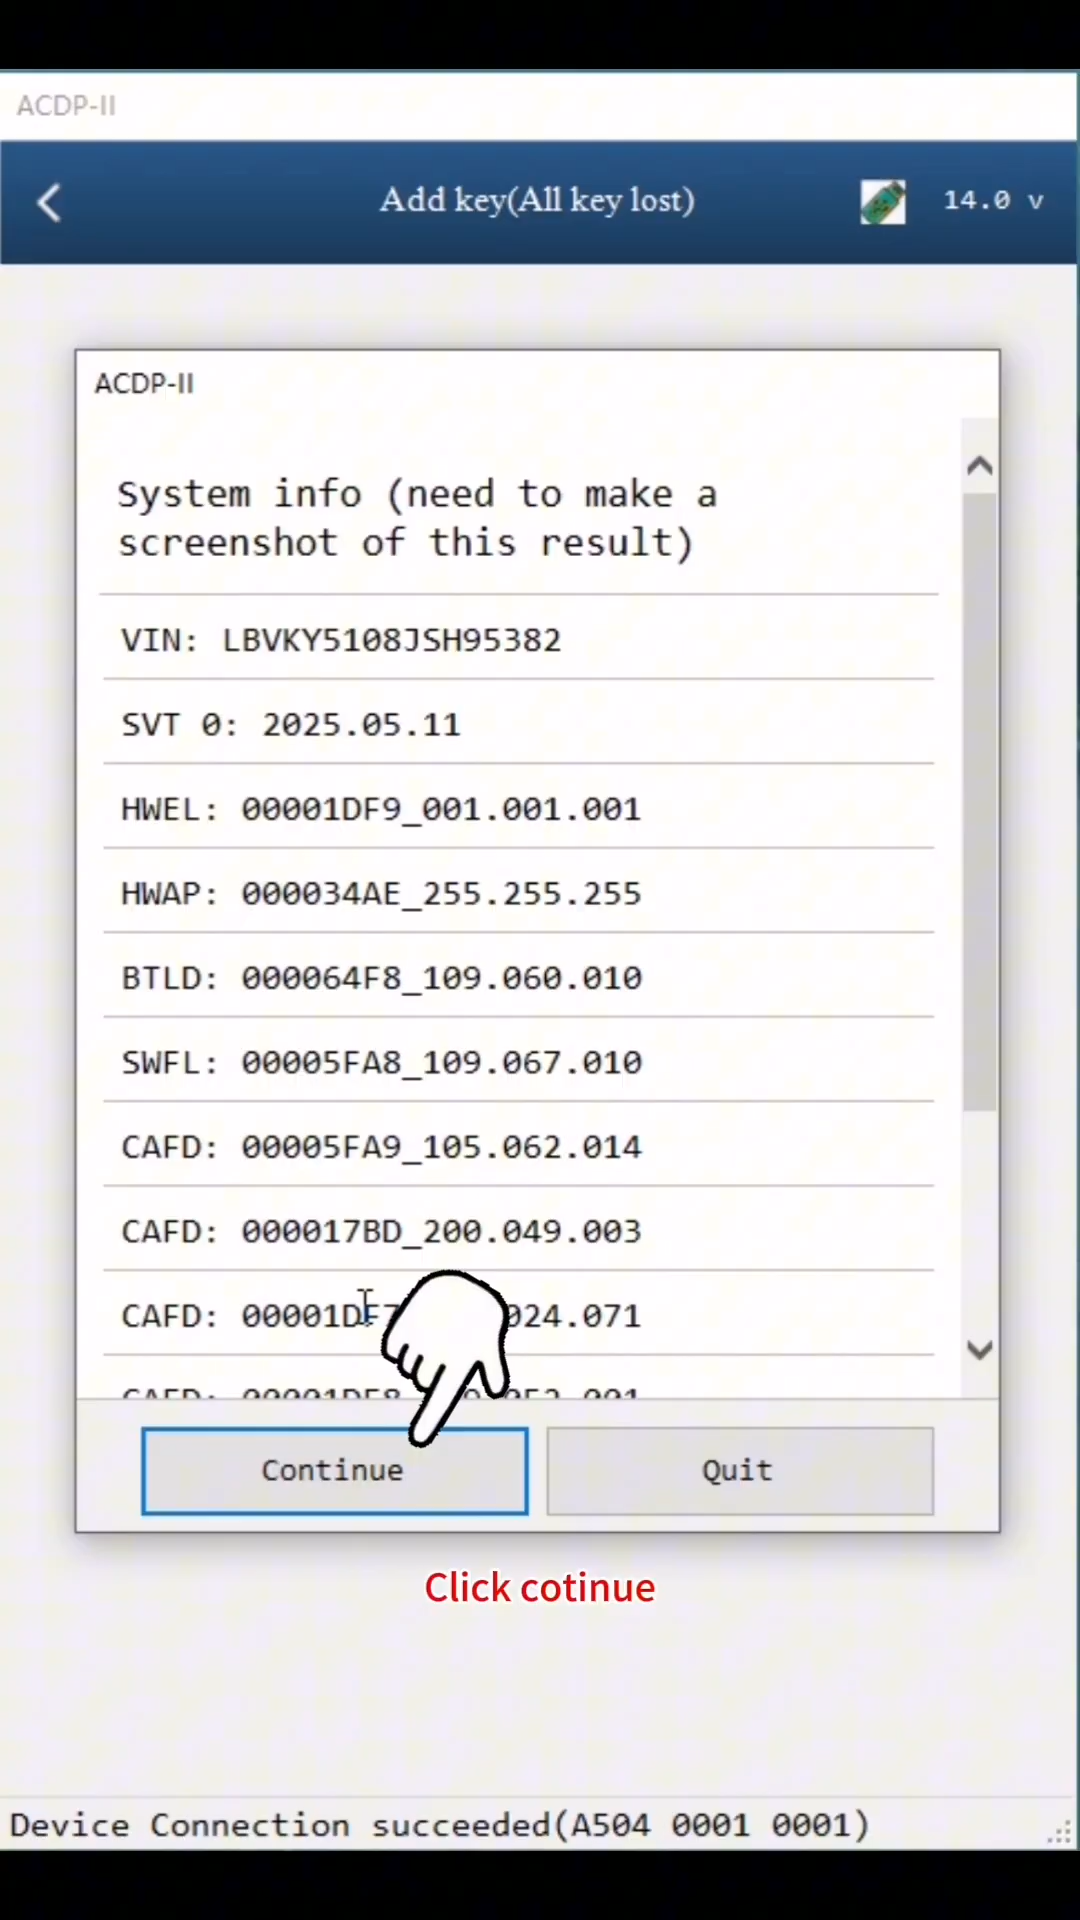 ACDP-II
Add key(All key lost)
14.0 v
ACDP-II
System info (need to make a
screenshot of this result)
VIN: LBVKY5108JSH95382
SVT 0: 2025.05.11
HWEL: 00001DF9_001.001.001
HWAP: 000034AE_255.255.255
BTLD: 000064F8_109.060.010
SWFL: 00005FA8_109.067.010
CAFD: 00005FA9_105.062.014
CAFD: 000017BD_200.049.003
CAFD:
Continue
Quit
Click cotinue
Device Connection succeeded(A504 0001 0001)